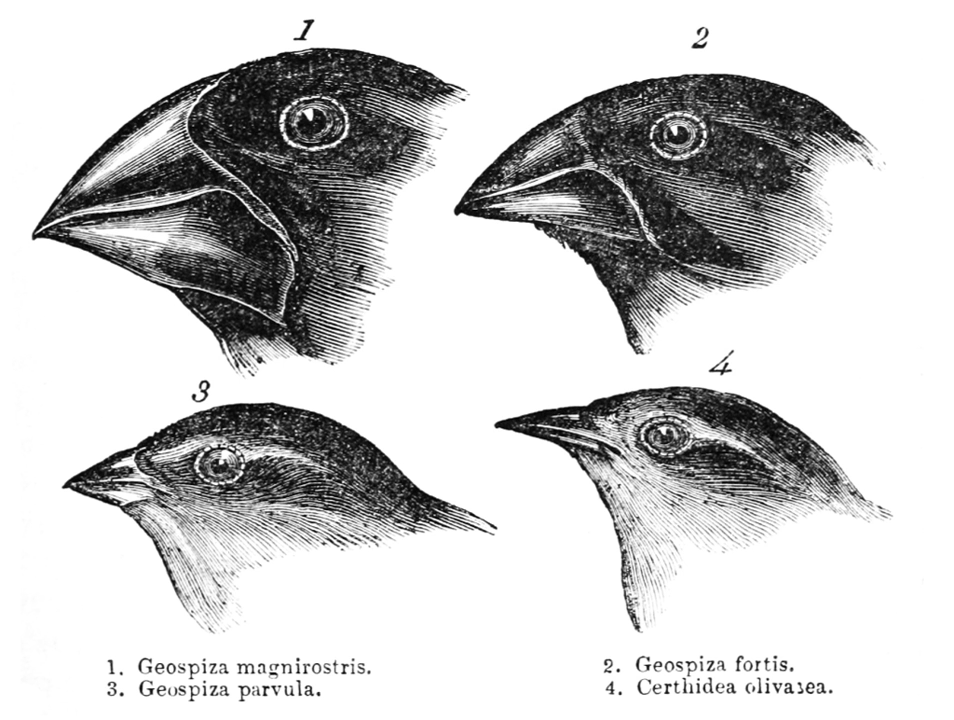 1
2
3
4
1. Geospiza magnirostris.
2. Geospiza fortis.
3. Geospiza parvula.
4. Certhidea olivasea.